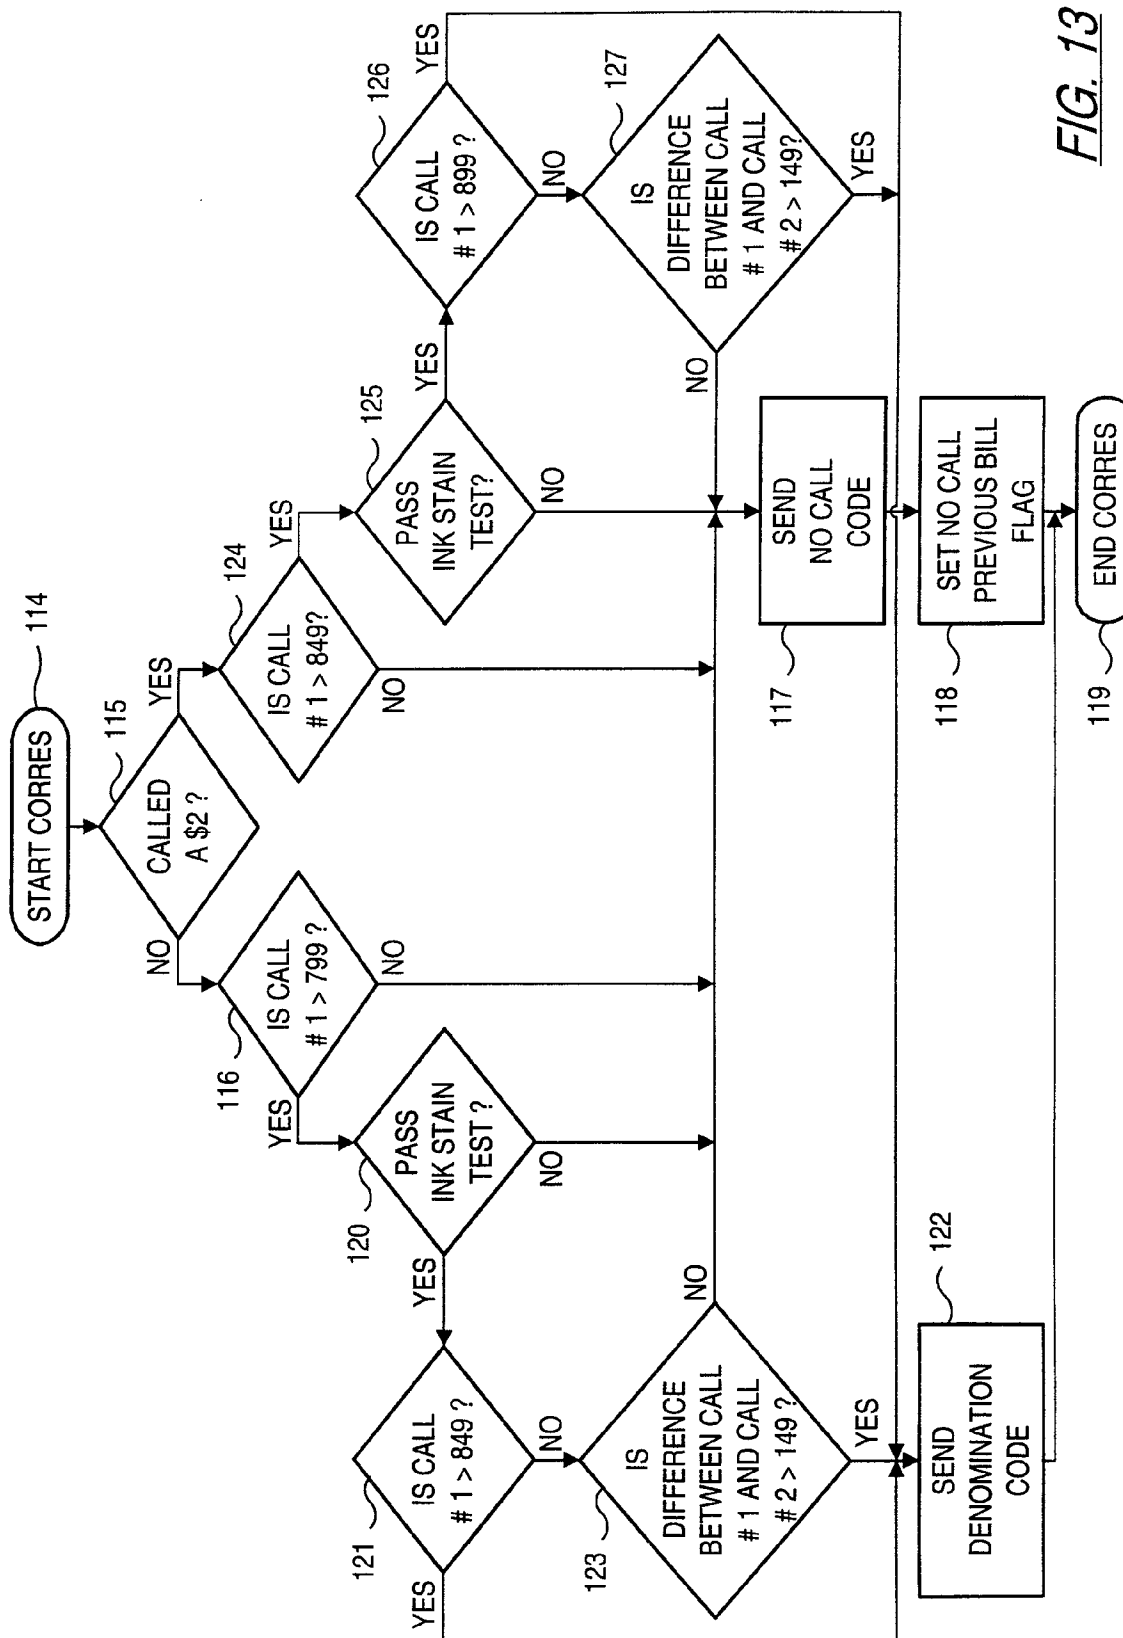 START CORRES
114
CALLED
A $2 ?
115
NO
YES
IS CALL
# 1 > 799 ?
116
YES
NO
IS CALL
# 1 > 849?
124
YES
NO
PASS
INK STAIN
TEST ?
120
YES
NO
PASS
INK STAIN
TEST?
125
YES
NO
IS CALL
# 1 > 849 ?
121
YES
NO
IS CALL
# 1 > 899 ?
126
YES
NO
IS
DIFFERENCE
BETWEEN CALL
# 1 AND CALL
# 2 > 149 ?
123
NO
YES
IS
DIFFERENCE
BETWEEN CALL
# 1 AND CALL
# 2 > 149?
127
NO
YES
SEND
NO CALL
CODE
117
SEND
DENOMINATION
CODE
122
SET NO CALL
PREVIOUS BILL
FLAG
118
END CORRES
119
FIG. 13